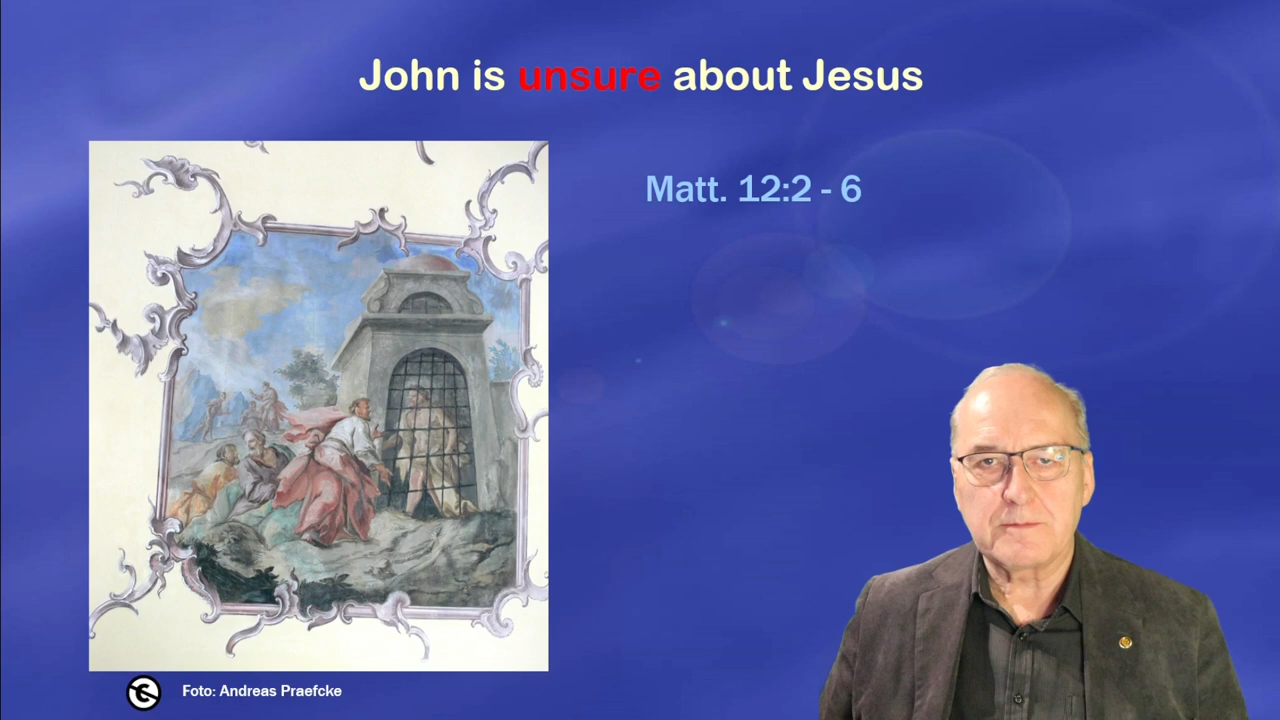 John is unsure about Jesus
Matt. 12:2 - 6
Foto: Andreas Praefcke